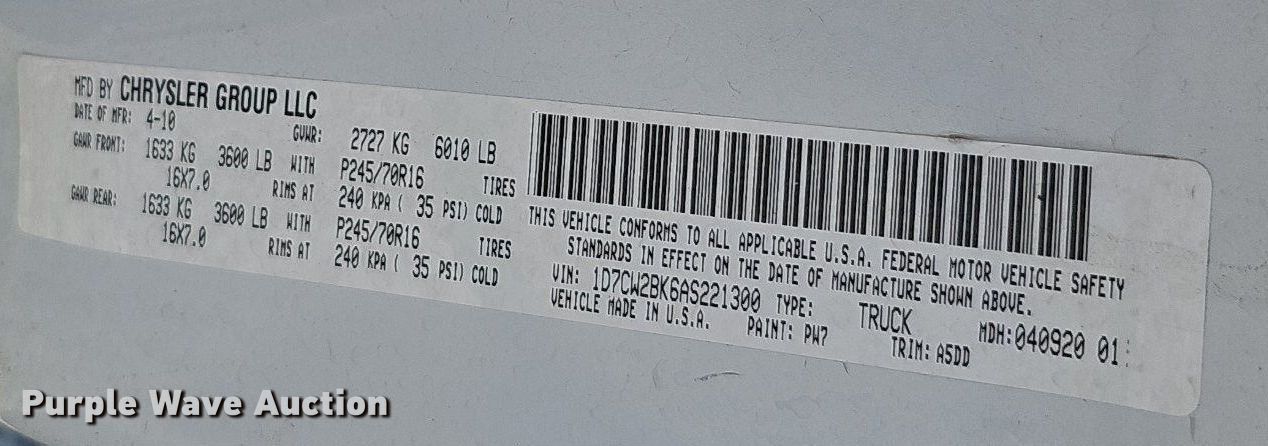 MFD BY CHRYSLER GROUP LLC
DATE OF MFR: 4-10 GVWR: 2727 KG 6010 LB
GAWR FRONT: 1633 KG 3600 LB WITH P245/70R16 TIRES
16X7.0 RIMS AT 240 KPA ( 35 PSI) COLD
GAWR REAR: 1633 KG 3600 LB WITH P245/70R16 TIRES
16X7.0 RIMS AT 240 KPA ( 35 PSI) COLD
THIS VEHICLE CONFORMS TO ALL APPLICABLE U.S.A. FEDERAL MOTOR VEHICLE SAFETY
STANDARDS IN EFFECT ON THE DATE OF MANUFACTURE SHOWN ABOVE.
VIN: 1D7CW2BK6AS221300 TYPE: TRUCK MDH:040920 01
VEHICLE MADE IN U.S.A. PAINT: PW7 TRIM: A5DD
Purple Wave Auction